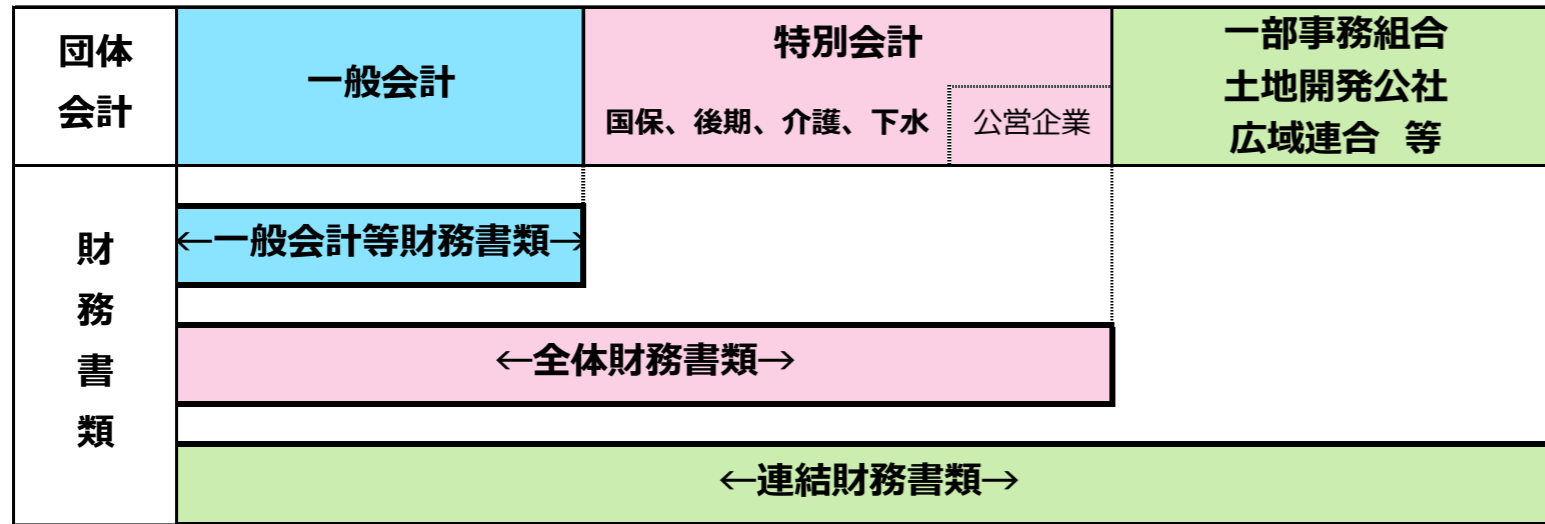 団体
会計
一般会計
特別会計
国保、後期、介護、下水
公営企業
一部事務組合
土地開発公社
広域連合 等
財
務
書
類
←一般会計等財務書類→
←全体財務書類→
←連結財務書類→